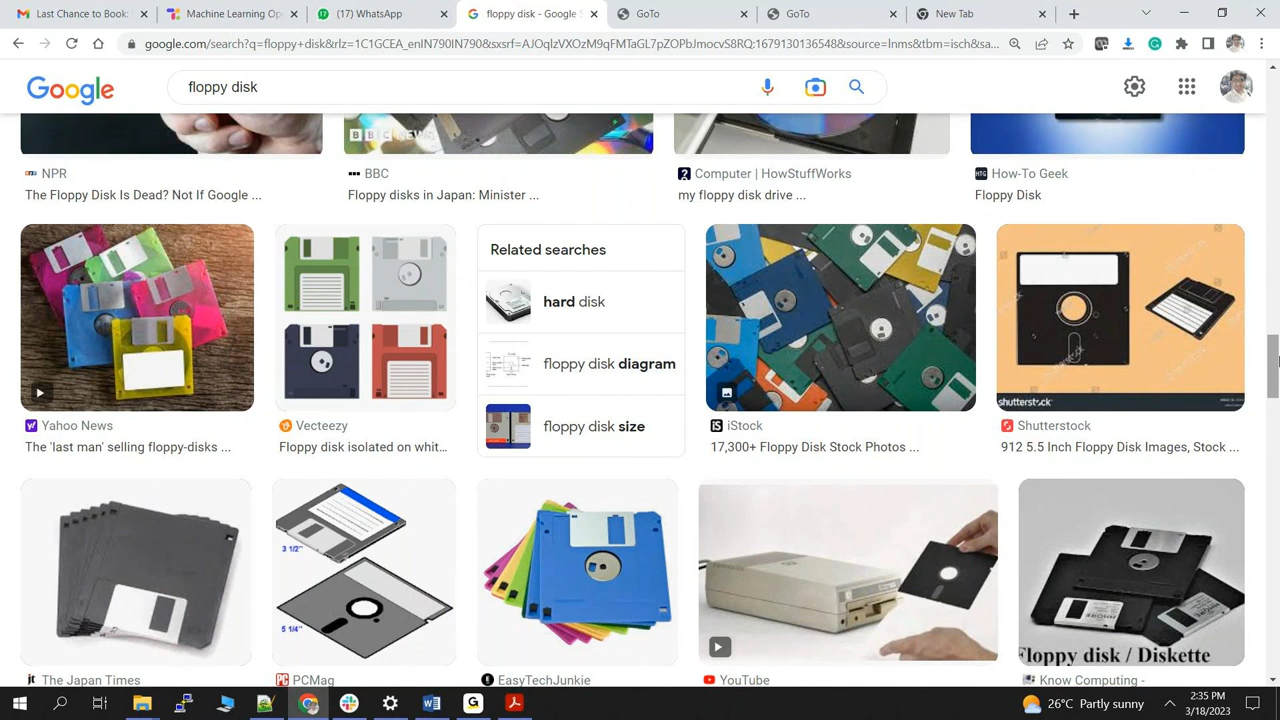 Last Chance to Book:
Machine Learning Ope
(17) WhatsApp
floppy disk - Google S
GoTo
GoTo
New Tab
google.com/search?q=floppy+disk&rlz=1C1GCEA_enIN790IN790&sxsrf=AJOqlzVXOzM9qFMTaGL7pZOPbJmocvS8RQ:1679130136548&source=lnms&tbm=isch&sa...
Google
floppy disk
BBC NEWS
NPR
BBC
Computer | HowStuffWorks
HTG
How-To Geek
The Floppy Disk Is Dead? Not If Google ...
Floppy disks in Japan: Minister ...
my floppy disk drive ...
Floppy Disk
Related searches
hard disk
floppy disk diagram
floppy disk size
shutterstock
Yahoo News
Vecteezy
iStock
Shutterstock
The 'last man' selling floppy-disks ...
Floppy disk isolated on whit...
17,300+ Floppy Disk Stock Photos ...
912 5.5 Inch Floppy Disk Images, Stock ...
3 1/2"
5 1/4"
Floppy disk / Diskette
The Japan Times
PCMag
EasyTechJunkie
YouTube
Know Computing -
26°C Partly sunny
2:35 PM
3/18/2023